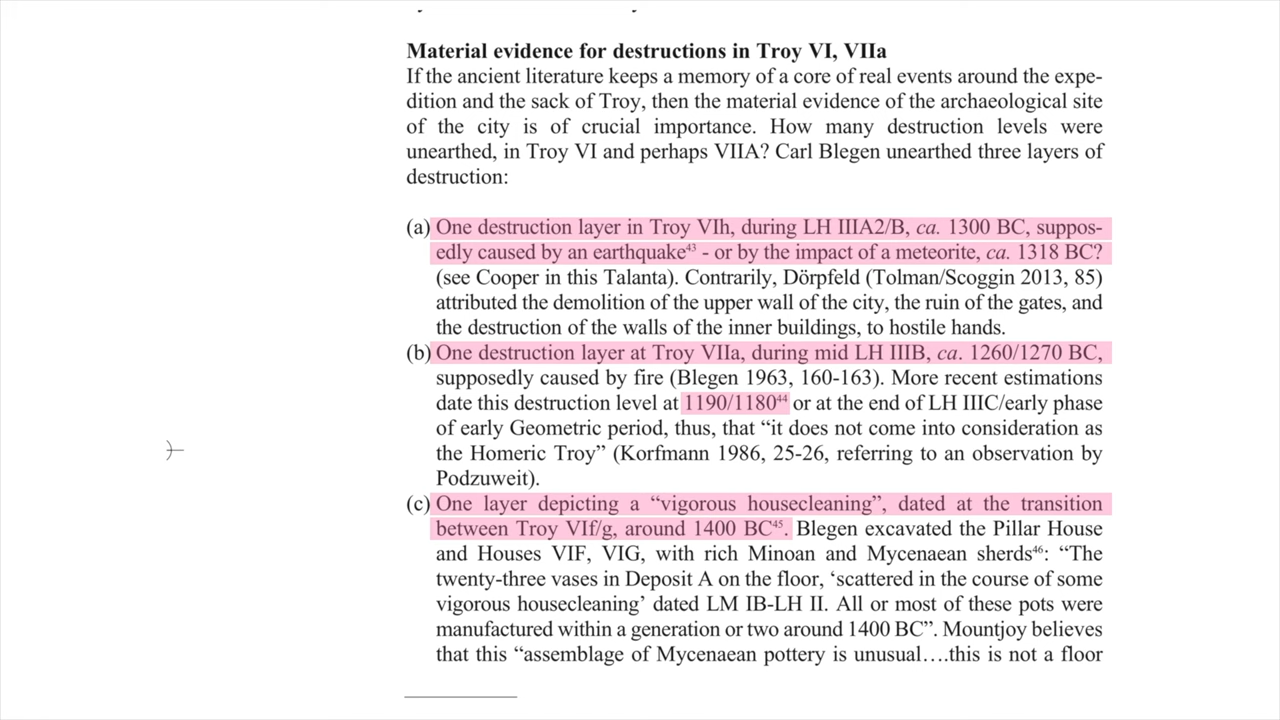 Material evidence for destructions in Troy VI, VIIa
If the ancient literature keeps a memory of a core of real events around the expe-
dition and the sack of Troy, then the material evidence of the archaeological site
of the city is of crucial importance. How many destruction levels were
unearthed, in Troy VI and perhaps VIIA? Carl Blegen unearthed three layers of
destruction:
(a) One destruction layer in Troy VIh, during LH IIIA2/B, ca. 1300 BC, suppos-
edly caused by an earthquake⁴³ - or by the impact of a meteorite, ca. 1318 BC?
(see Cooper in this Talanta). Contrarily, Dörpfeld (Tolman/Scoggin 2013, 85)
attributed the demolition of the upper wall of the city, the ruin of the gates, and
the destruction of the walls of the inner buildings, to hostile hands.
(b) One destruction layer at Troy VIIa, during mid LH IIIB, ca. 1260/1270 BC,
supposedly caused by fire (Blegen 1963, 160-163). More recent estimations
date this destruction level at 1190/1180⁴⁴ or at the end of LH IIIC/early phase
of early Geometric period, thus, that “it does not come into consideration as
the Homeric Troy” (Korfmann 1986, 25-26, referring to an observation by
Podzuweit).
(c) One layer depicting a “vigorous housecleaning”, dated at the transition
between Troy VIf/g, around 1400 BC⁴⁵. Blegen excavated the Pillar House
and Houses VIF, VIG, with rich Minoan and Mycenaean sherds⁴⁶: “The
twenty-three vases in Deposit A on the floor, ‘scattered in the course of some
vigorous housecleaning’ dated LM IB-LH II. All or most of these pots were
manufactured within a generation or two around 1400 BC”. Mountjoy believes
that this “assemblage of Mycenaean pottery is unusual….this is not a floor